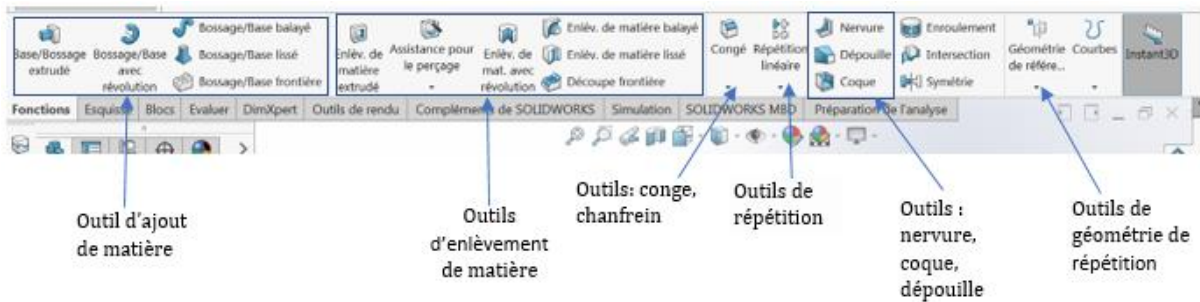 Base/Bossage extrudé
Bossage/Base avec révolution
Bossage/Base balayé
Bossage/Base lissé
Bossage/Base frontière
Enlèv. de matière extrudé
Assistance pour le perçage
Enlèv. de mat. avec révolution
Enlèv. de matière balayé
Enlèv. de matière lissé
Découpe frontière
Congé
Répétition linéaire
Nervure
Dépouille
Coque
Enroulement
Intersection
Symétrie
Géométrie de référe...
Courbes
Instant3D
Fonctions Esquisse Blocs Evaluer DimXpert Outils de rendu Compléments de SOLIDWORKS Simulation SOLIDWORKS MBD Préparation de l'analyse
Outil d'ajout
de matière
Outils
d'enlèvement
de matière
Outils: conge,
chanfrein
Outils de
répétition
Outils :
nervure,
coque,
dépouille
Outils de
géométrie de
répétition